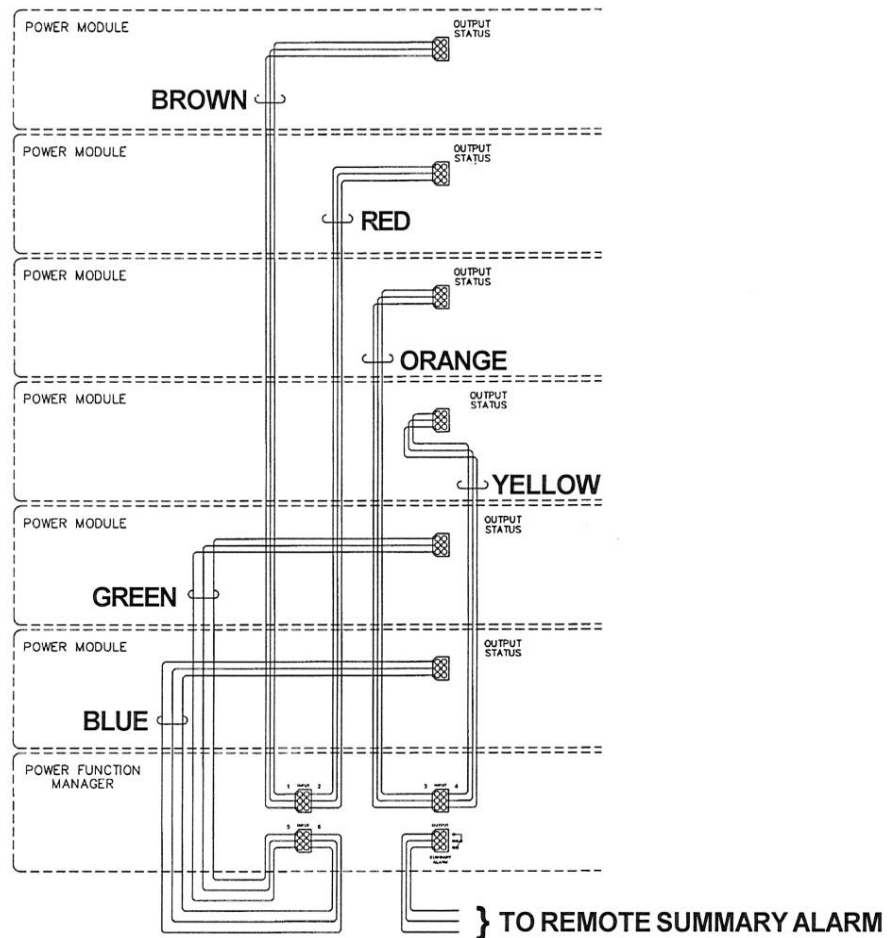 POWER MODULE
OUTPUT
STATUS
BROWN
POWER MODULE
OUTPUT
STATUS
RED
POWER MODULE
OUTPUT
STATUS
ORANGE
POWER MODULE
OUTPUT
STATUS
YELLOW
POWER MODULE
OUTPUT
STATUS
GREEN
POWER MODULE
OUTPUT
STATUS
BLUE
POWER FUNCTION
MANAGER
1 INPUT 2
3 INPUT 4
5 INPUT 6
OUTPUT
SUMMARY
ALARM
} TO REMOTE SUMMARY ALARM